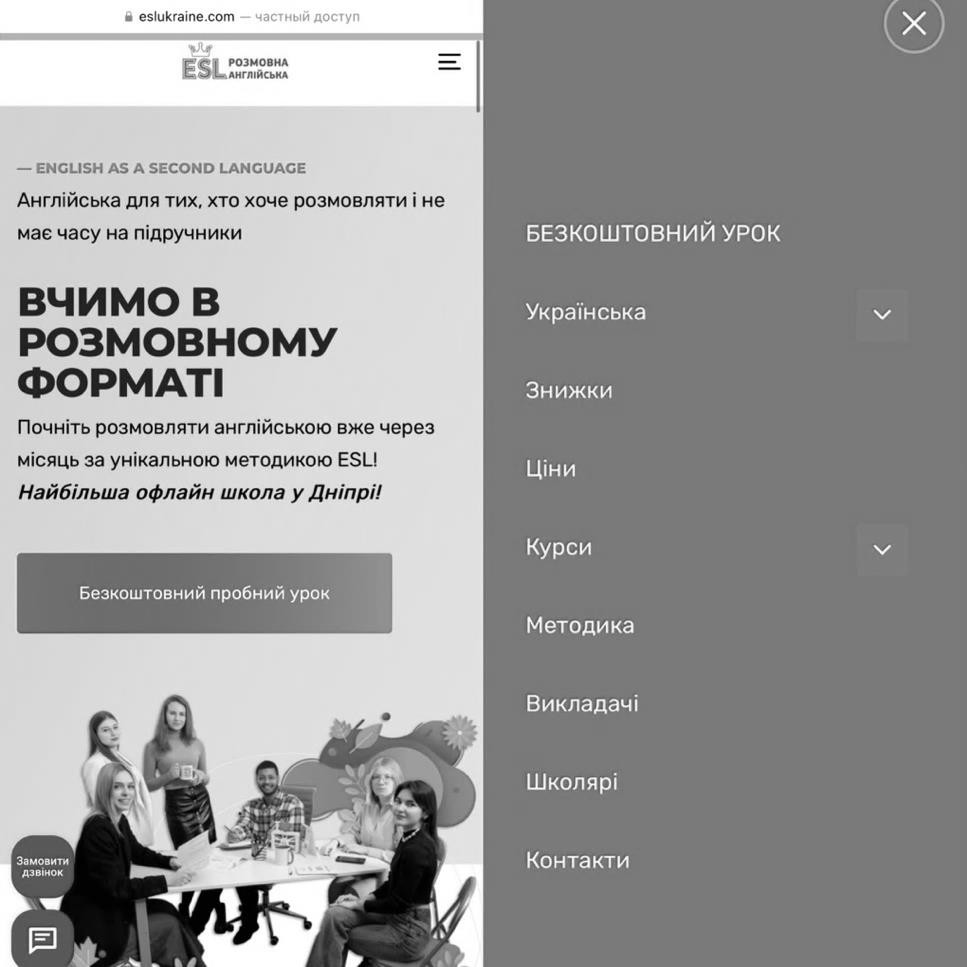 eslukraine.com — частный доступ
ESL РОЗМОВНА
АНГЛІЙСЬКА
— ENGLISH AS A SECOND LANGUAGE
Англійська для тих, хто хоче розмовляти і не
має часу на підручники
ВЧИМО В
РОЗМОВНОМУ
ФОРМАТІ
Почніть розмовляти англійською вже через
місяць за унікальною методикою ESL!
Найбільша офлайн школа у Дніпрі!
Безкоштовний пробний урок
Замовити
дзвінок
БЕЗКОШТОВНИЙ УРОК
Українська
Знижки
Ціни
Курси
Методика
Викладачі
Школярі
Контакти